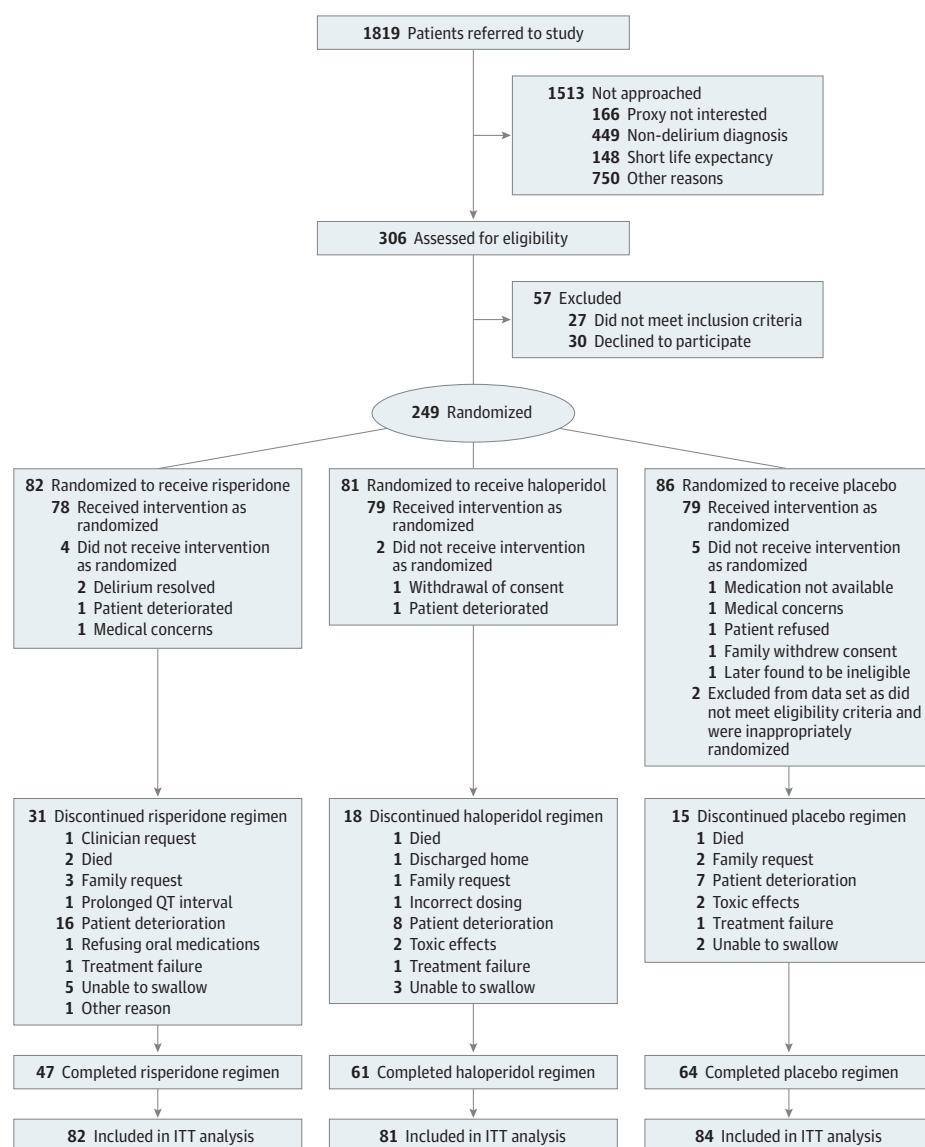 1819 Patients referred to study
1513 Not approached
166 Proxy not interested
449 Non-delirium diagnosis
148 Short life expectancy
750 Other reasons
306 Assessed for eligibility
57 Excluded
27 Did not meet inclusion criteria
30 Declined to participate
249 Randomized
82 Randomized to receive risperidone
78 Received intervention as
randomized
4 Did not receive intervention
as randomized
2 Delirium resolved
1 Patient deteriorated
1 Medical concerns
81 Randomized to receive haloperidol
79 Received intervention as
randomized
2 Did not receive intervention
as randomized
1 Withdrawal of consent
1 Patient deteriorated
86 Randomized to receive placebo
79 Received intervention as
randomized
5 Did not receive intervention
as randomized
1 Medication not available
1 Medical concerns
1 Patient refused
1 Family withdrew consent
1 Later found to be ineligible
2 Excluded from data set as did
not meet eligibility criteria and
were inappropriately
randomized
31 Discontinued risperidone regimen
1 Clinician request
2 Died
3 Family request
1 Prolonged QT interval
16 Patient deterioration
1 Refusing oral medications
1 Treatment failure
5 Unable to swallow
1 Other reason
18 Discontinued haloperidol regimen
1 Died
1 Discharged home
1 Family request
1 Incorrect dosing
8 Patient deterioration
2 Toxic effects
1 Treatment failure
3 Unable to swallow
15 Discontinued placebo regimen
1 Died
2 Family request
7 Patient deterioration
2 Toxic effects
1 Treatment failure
2 Unable to swallow
47 Completed risperidone regimen
61 Completed haloperidol regimen
64 Completed placebo regimen
82 Included in ITT analysis
81 Included in ITT analysis
84 Included in ITT analysis